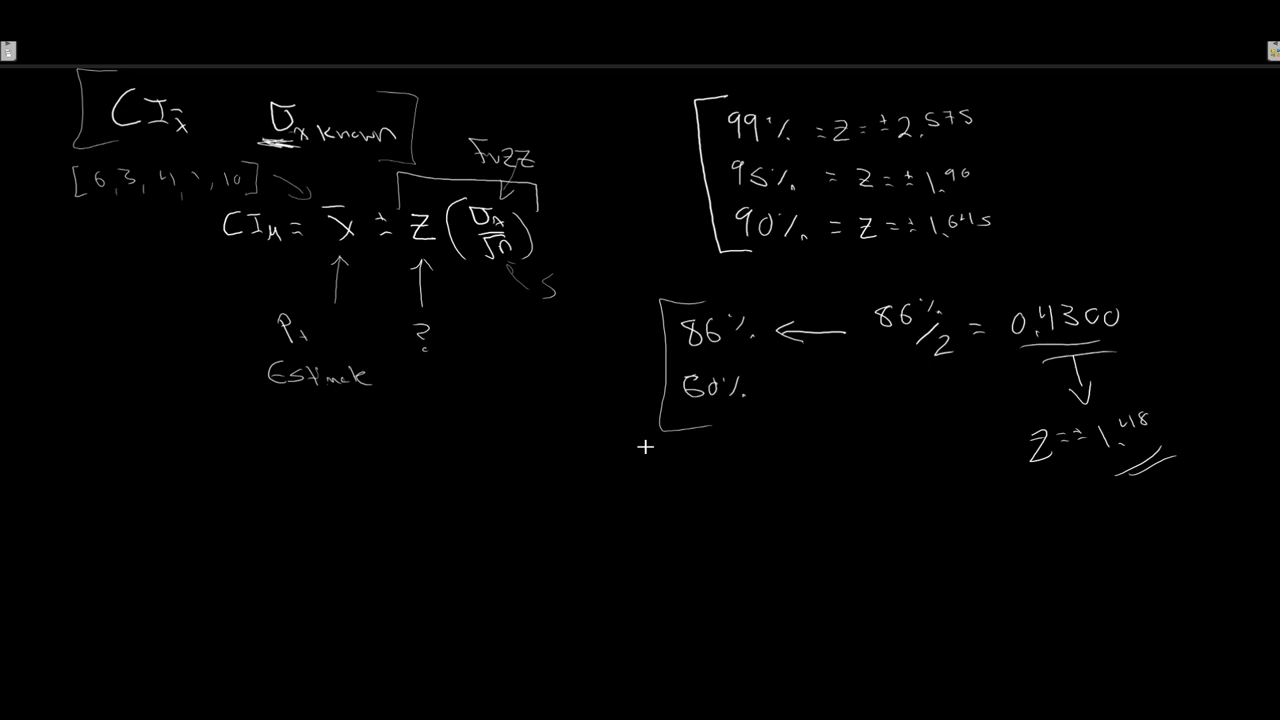 CI x̄ σx known
Fuzz
[6, 3, 4, 1, 10]
CIμ = x̄ ± z (σx/√n)
5
Pt ?
Estimate
99% = z = ±2.575
95% = z = ±1.96
90% = z = ±1.645
86% ← 86%/2 = 0.4300
60%
z = ±1.48